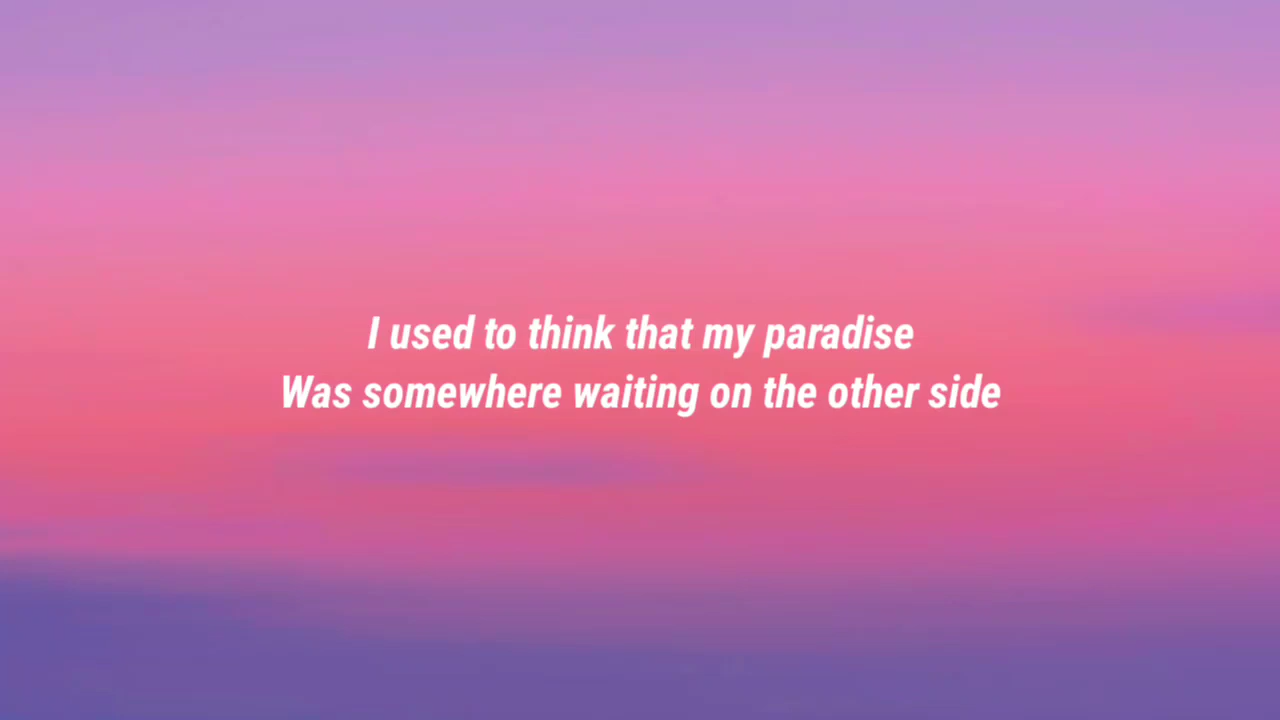 I used to think that my paradise
Was somewhere waiting on the other side